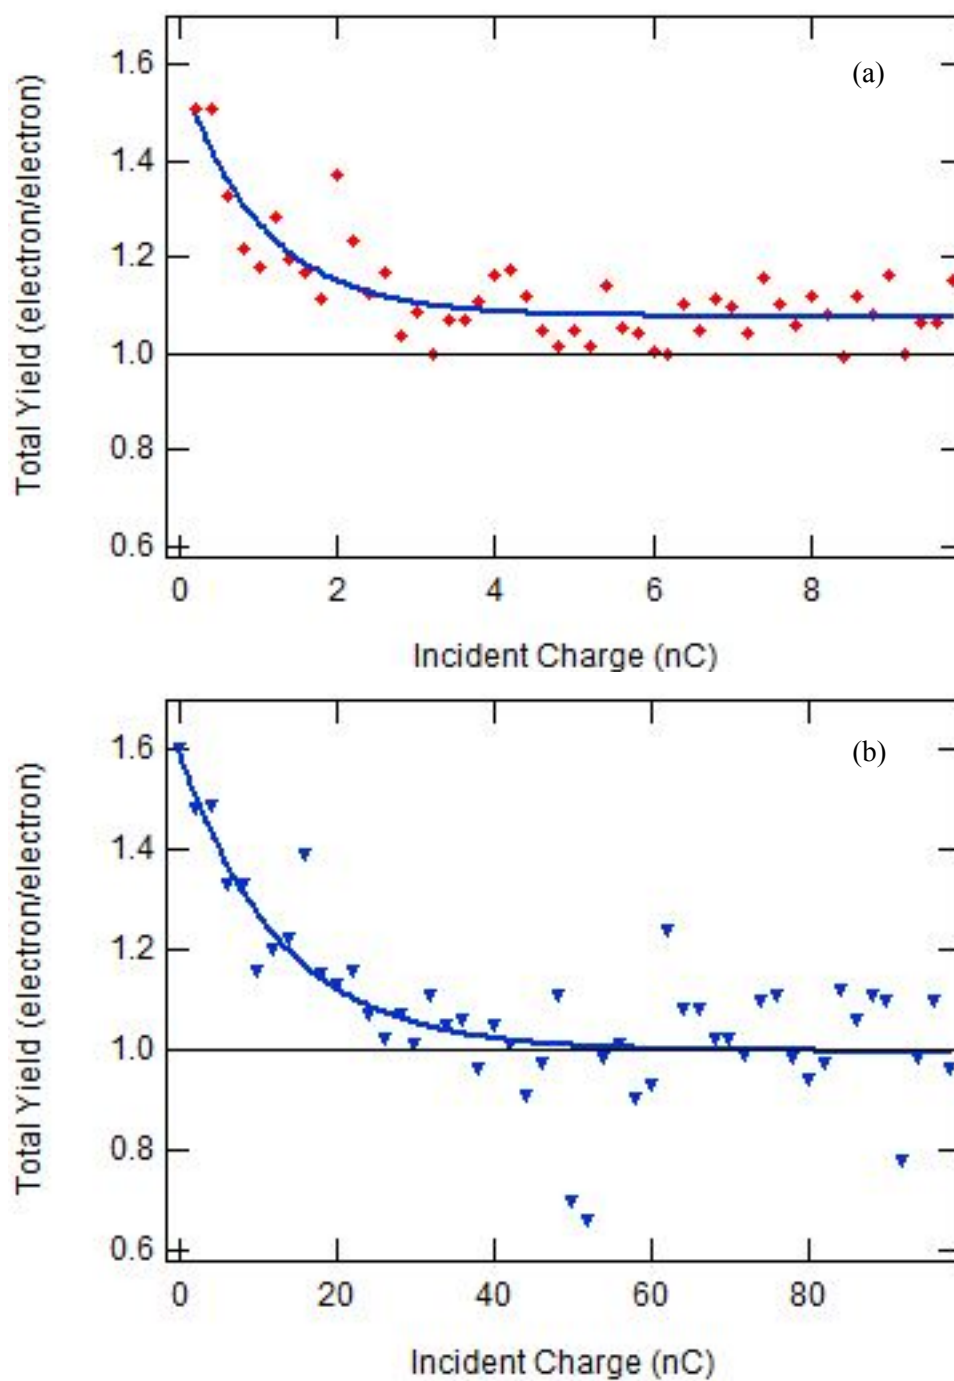 (a)
Total Yield (electron/electron)
1.6
1.4
1.2
1.0
0.8
0.6
0 2 4 6 8
Incident Charge (nC)
(b)
Total Yield (electron/electron)
1.6
1.4
1.2
1.0
0.8
0.6
0 20 40 60 80
Incident Charge (nC)